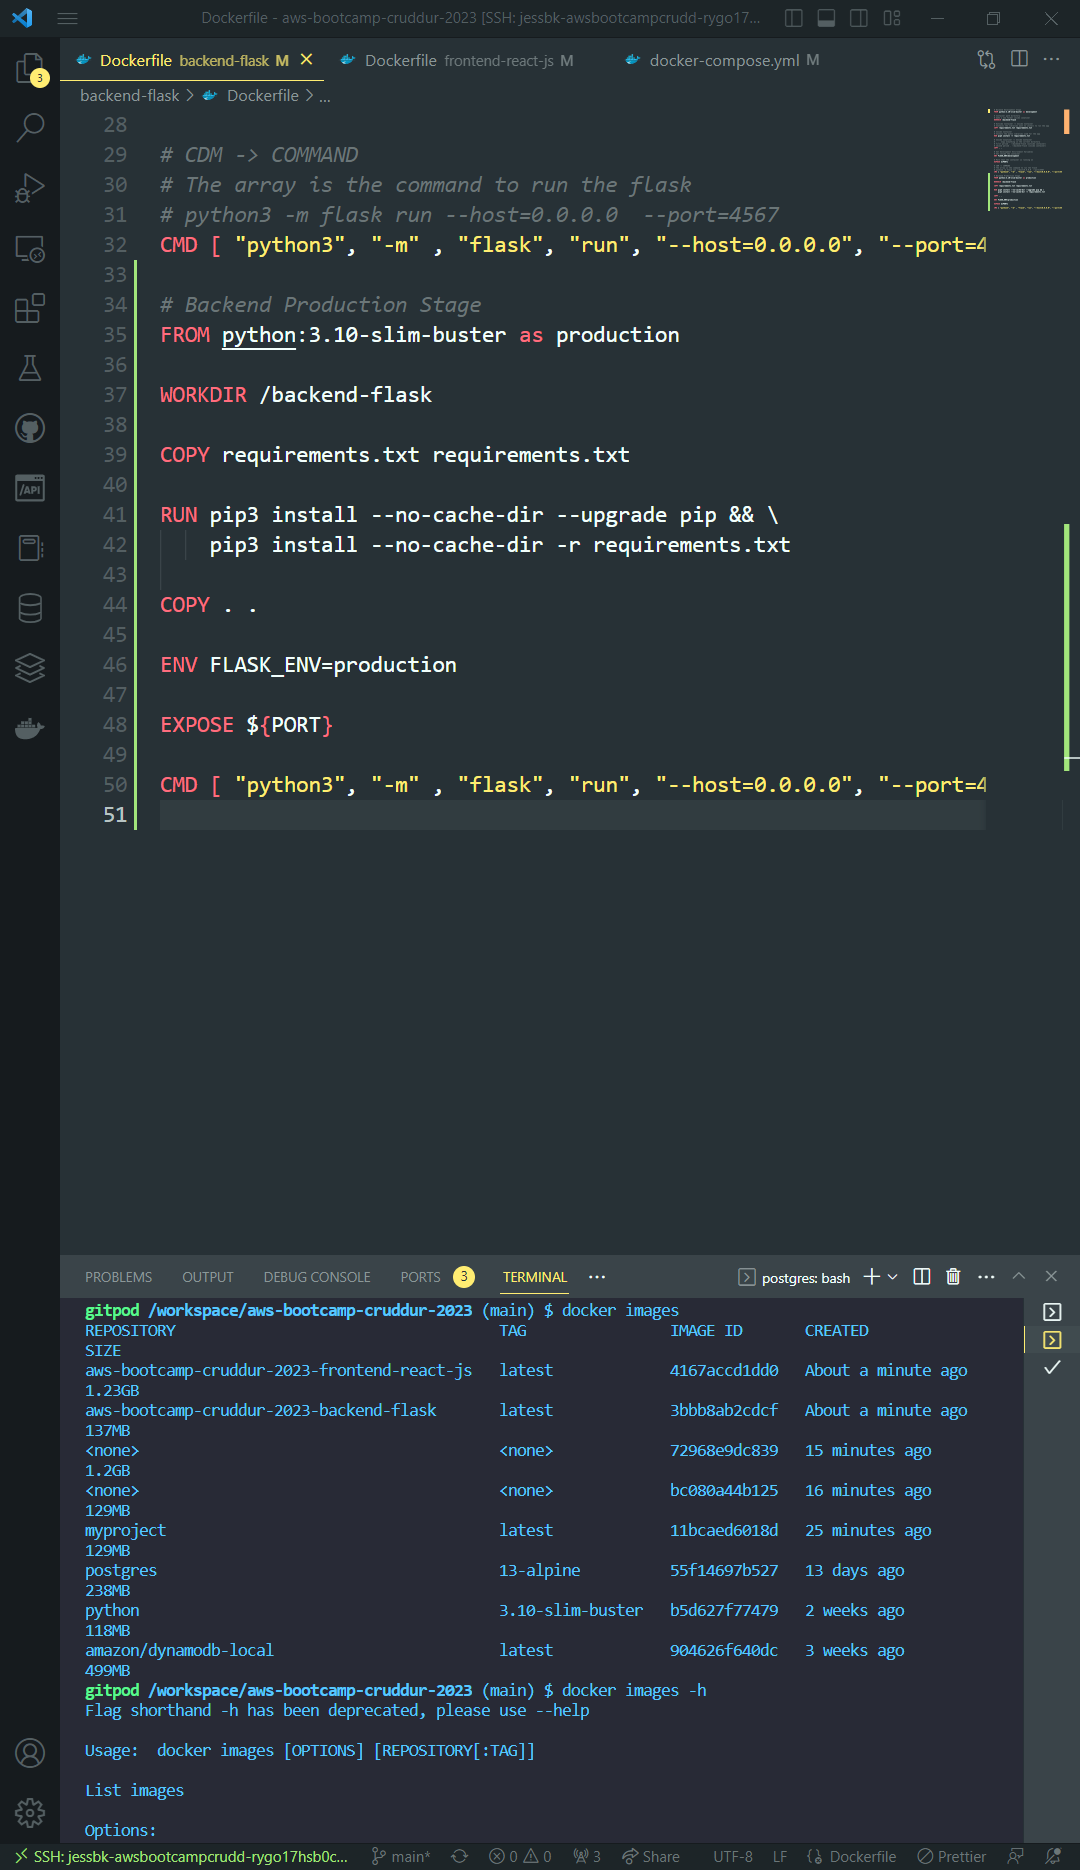 Dockerfile - aws-bootcamp-cruddur-2023 [SSH: jessbk-awsbootcampcrudd-rygo17...
3
Dockerfile backend-flask M
Dockerfile frontend-react-js M
docker-compose.yml M
backend-flask > Dockerfile > ...
28
29 # CDM -> COMMAND
30 # The array is the command to run the flask
31 # python3 -m flask run --host=0.0.0.0  --port=4567
32 CMD [ "python3", "-m" , "flask", "run", "--host=0.0.0.0", "--port=4
33
34 # Backend Production Stage
35 FROM python:3.10-slim-buster as production
36
37 WORKDIR /backend-flask
38
39 COPY requirements.txt requirements.txt
40
41 RUN pip3 install --no-cache-dir --upgrade pip && \
42     pip3 install --no-cache-dir -r requirements.txt
43
44 COPY . .
45
46 ENV FLASK_ENV=production
47
48 EXPOSE ${PORT}
49
50 CMD [ "python3", "-m" , "flask", "run", "--host=0.0.0.0", "--port=4
51
/API
PROBLEMS OUTPUT DEBUG CONSOLE PORTS 3 TERMINAL ... postgres: bash
gitpod /workspace/aws-bootcamp-cruddur-2023 (main) $ docker images
REPOSITORY TAG IMAGE ID CREATED
SIZE
aws-bootcamp-cruddur-2023-frontend-react-js latest 4167accd1dd0 About a minute ago
1.23GB
aws-bootcamp-cruddur-2023-backend-flask latest 3bbb8ab2cdcf About a minute ago
137MB
<none> <none> 72968e9dc839 15 minutes ago
1.2GB
<none> <none> bc080a44b125 16 minutes ago
129MB
myproject latest 11bcaed6018d 25 minutes ago
129MB
postgres 13-alpine 55f14697b527 13 days ago
238MB
python 3.10-slim-buster b5d627f77479 2 weeks ago
118MB
amazon/dynamodb-local latest 904626f640dc 3 weeks ago
499MB
gitpod /workspace/aws-bootcamp-cruddur-2023 (main) $ docker images -h
Flag shorthand -h has been deprecated, please use --help
Usage:  docker images [OPTIONS] [REPOSITORY[:TAG]]
List images
Options:
SSH: jessbk-awsbootcampcrudd-rygo17hsb0c... main* 0 0 3 Share UTF-8 LF Dockerfile Prettier